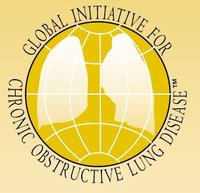 GLOBAL INITIATIVE FOR
CHRONIC OBSTRUCTIVE LUNG DISEASE™